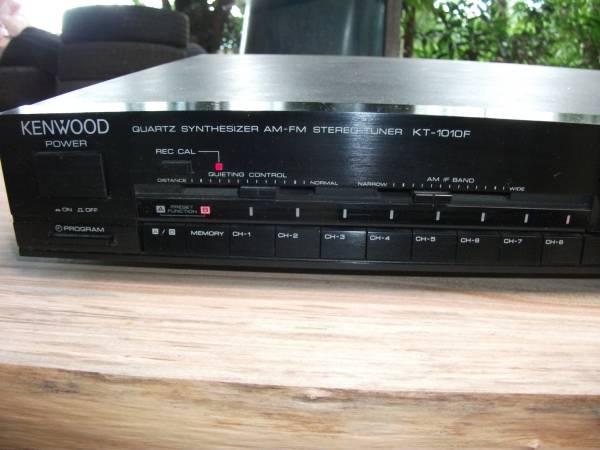 KENWOOD QUARTZ SYNTHESIZER AM-FM STEREO TUNER KT-1010F
POWER
REC CAL
QUIETING CONTROL
DISTANCE NORMAL
AM IF BAND
NARROW WIDE
ON OFF
A PRESET FUNCTION B
PROGRAM
A / B MEMORY CH-1 CH-2 CH-3 CH-4 CH-5 CH-6 CH-7 CH-8